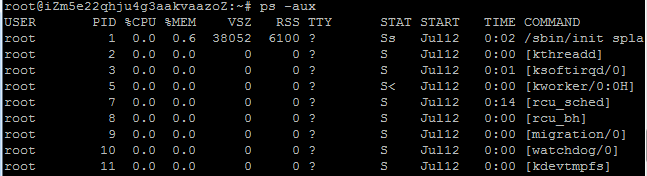 root@iZm5e22qhju4g3aakvaazoZ:~# ps -aux
USER       PID %CPU %MEM    VSZ   RSS TTY      STAT START   TIME COMMAND
root         1  0.0  0.6  38052  6100 ?        Ss   Jul12   0:02 /sbin/init spla
root         2  0.0  0.0      0     0 ?        S    Jul12   0:00 [kthreadd]
root         3  0.0  0.0      0     0 ?        S    Jul12   0:01 [ksoftirqd/0]
root         5  0.0  0.0      0     0 ?        S<   Jul12   0:00 [kworker/0:0H]
root         7  0.0  0.0      0     0 ?        S    Jul12   0:14 [rcu_sched]
root         8  0.0  0.0      0     0 ?        S    Jul12   0:00 [rcu_bh]
root         9  0.0  0.0      0     0 ?        S    Jul12   0:00 [migration/0]
root        10  0.0  0.0      0     0 ?        S    Jul12   0:00 [watchdog/0]
root        11  0.0  0.0      0     0 ?        S    Jul12   0:00 [kdevtmpfs]